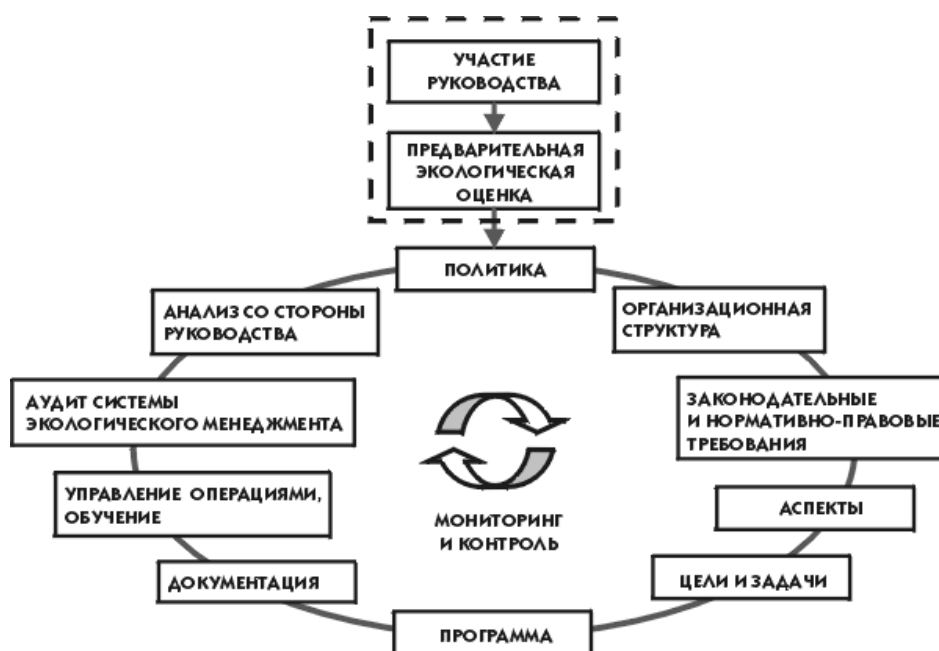 УЧАСТИЕ
РУКОВОДСТВА
ПРЕДВАРИТЕЛЬНАЯ
ЭКОЛОГИЧЕСКАЯ
ОЦЕНКА
ПОЛИТИКА
АНАЛИЗ СО СТОРОНЫ
РУКОВОДСТВА
ОРГАНИЗАЦИОННАЯ
СТРУКТУРА
АУДИТ СИСТЕМЫ
ЭКОЛОГИЧЕСКОГО МЕНЕДЖМЕНТА
ЗАКОНОДАТЕЛЬНЫЕ
И НОРМАТИВНО-ПРАВОВЫЕ
ТРЕБОВАНИЯ
УПРАВЛЕНИЕ ОПЕРАЦИЯМИ,
ОБУЧЕНИЕ
АСПЕКТЫ
МОНИТОРИНГ
И КОНТРОЛЬ
ДОКУМЕНТАЦИЯ
ЦЕЛИ И ЗАДАЧИ
ПРОГРАММА